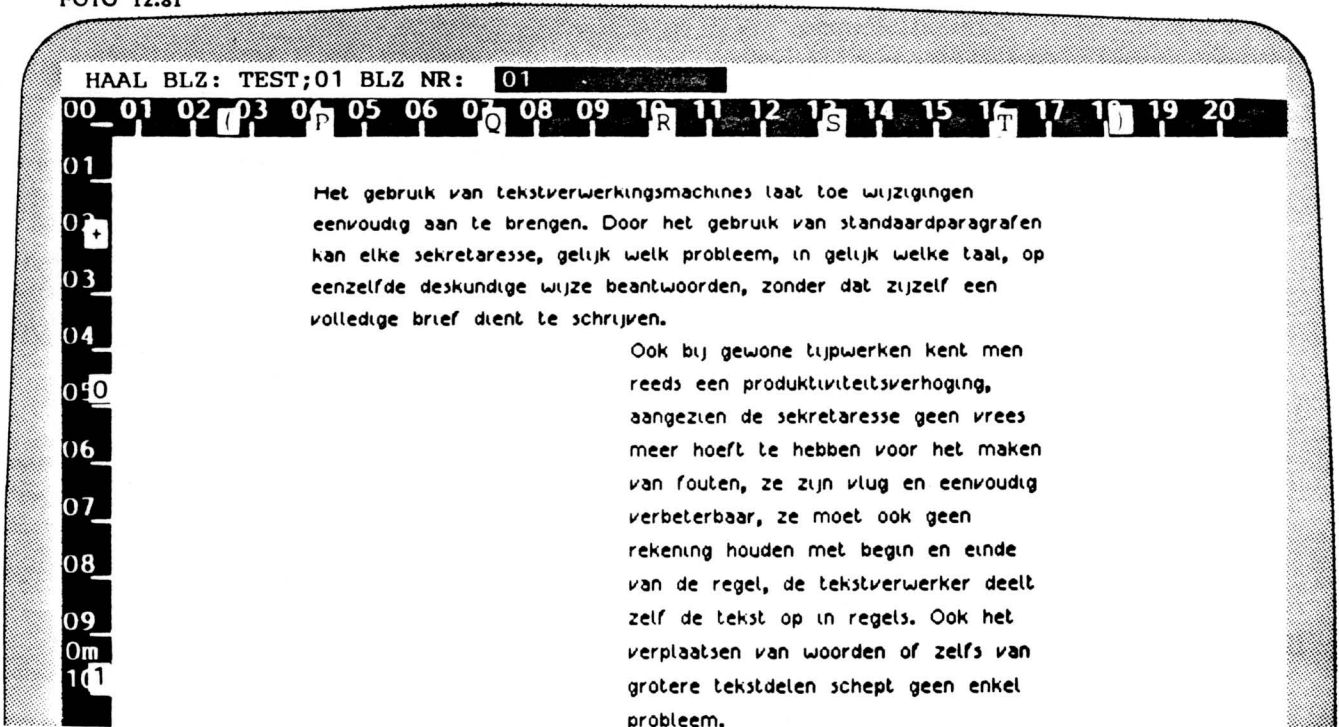 FOTO 12.81
HAAL BLZ: TEST;01 BLZ NR: 01
00 01 02 ( 03 04 P 05 06 07 Q 08 09 10 R 11 12 13 S 14 15 16 T 17 18 ) 19 20
01
Het gebruik van tekstverwerkingsmachines laat toe wijzigingen
02 +
eenvoudig aan te brengen. Door het gebruik van standaardparagrafen
kan elke sekretaresse, gelijk welk probleem, in gelijk welke taal, op
03
eenzelfde deskundige wijze beantwoorden, zonder dat zijzelf een
volledige brief dient te schrijven.
04
Ook bij gewone tijpwerken kent men
05 0
reeds een produktiviteitsverhoging,
aangezien de sekretaresse geen vrees
06
meer hoeft te hebben voor het maken
van fouten, ze zijn vlug en eenvoudig
07
verbeterbaar, ze moet ook geen
rekening houden met begin en einde
08
van de regel, de tekstverwerker deelt
09
zelf de tekst op in regels. Ook het
0m
verplaatsen van woorden of zelfs van
10 1
grotere tekstdelen schept geen enkel
probleem.